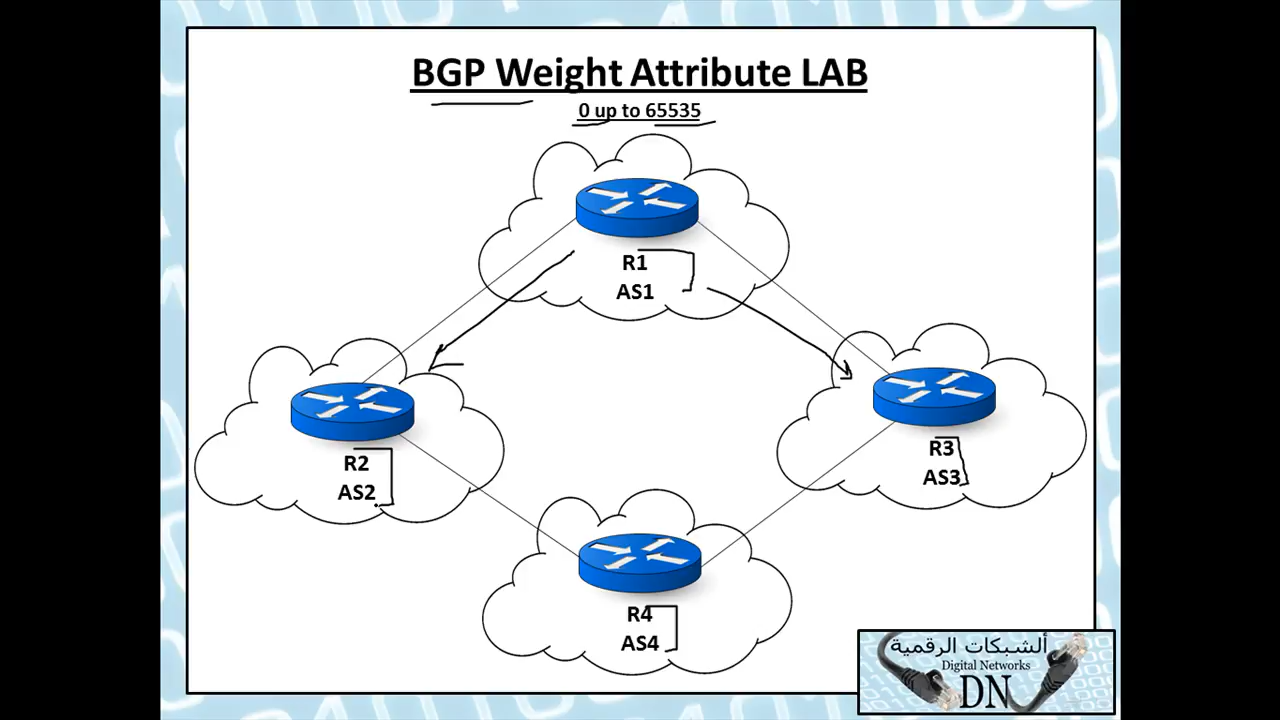 BGP Weight Attribute LAB
0 up to 65535
R1
AS1
R2
AS2
R3
AS3
R4
AS4
ألشبكات الرقمية
Digital Networks
DN